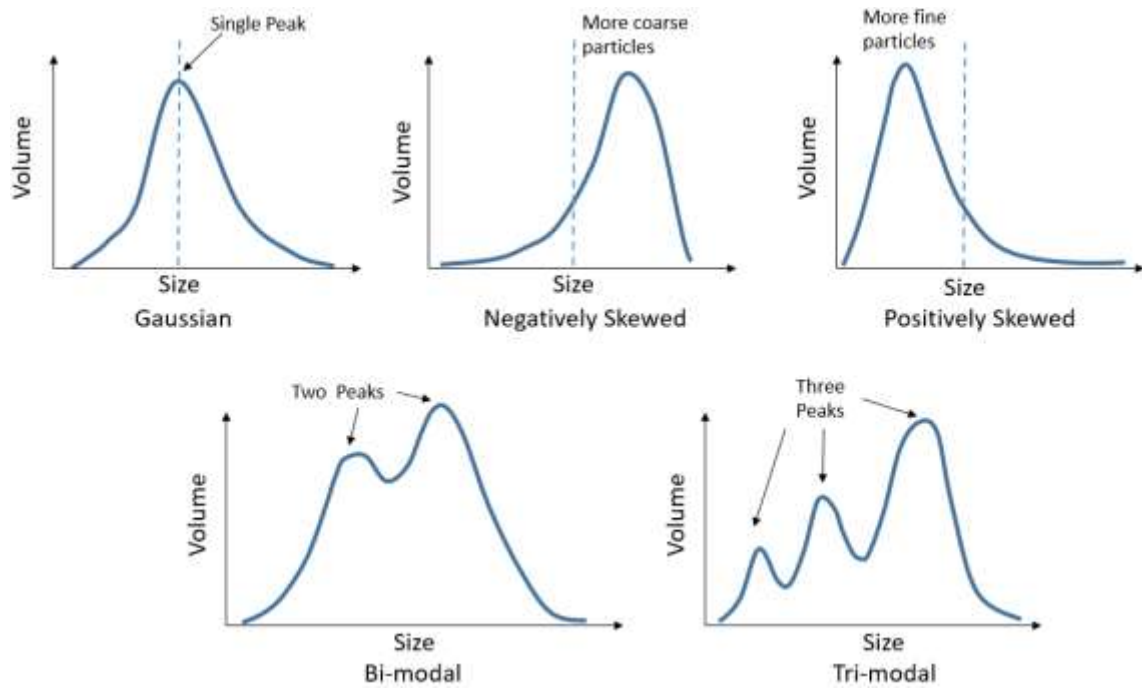 Single Peak
Volume
Size
Gaussian
More coarse
particles
Volume
Size
Negatively Skewed
More fine
particles
Volume
Size
Positively Skewed
Two Peaks
Volume
Size
Bi-modal
Three
Peaks
Volume
Size
Tri-modal